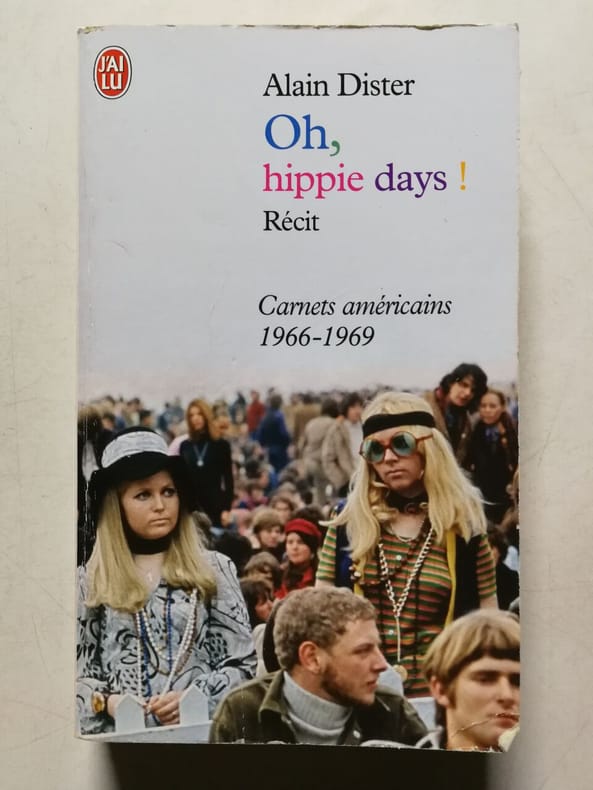 J'AI
LU
Alain Dister
Oh,
hippie days !
Récit
Carnets américains
1966-1969